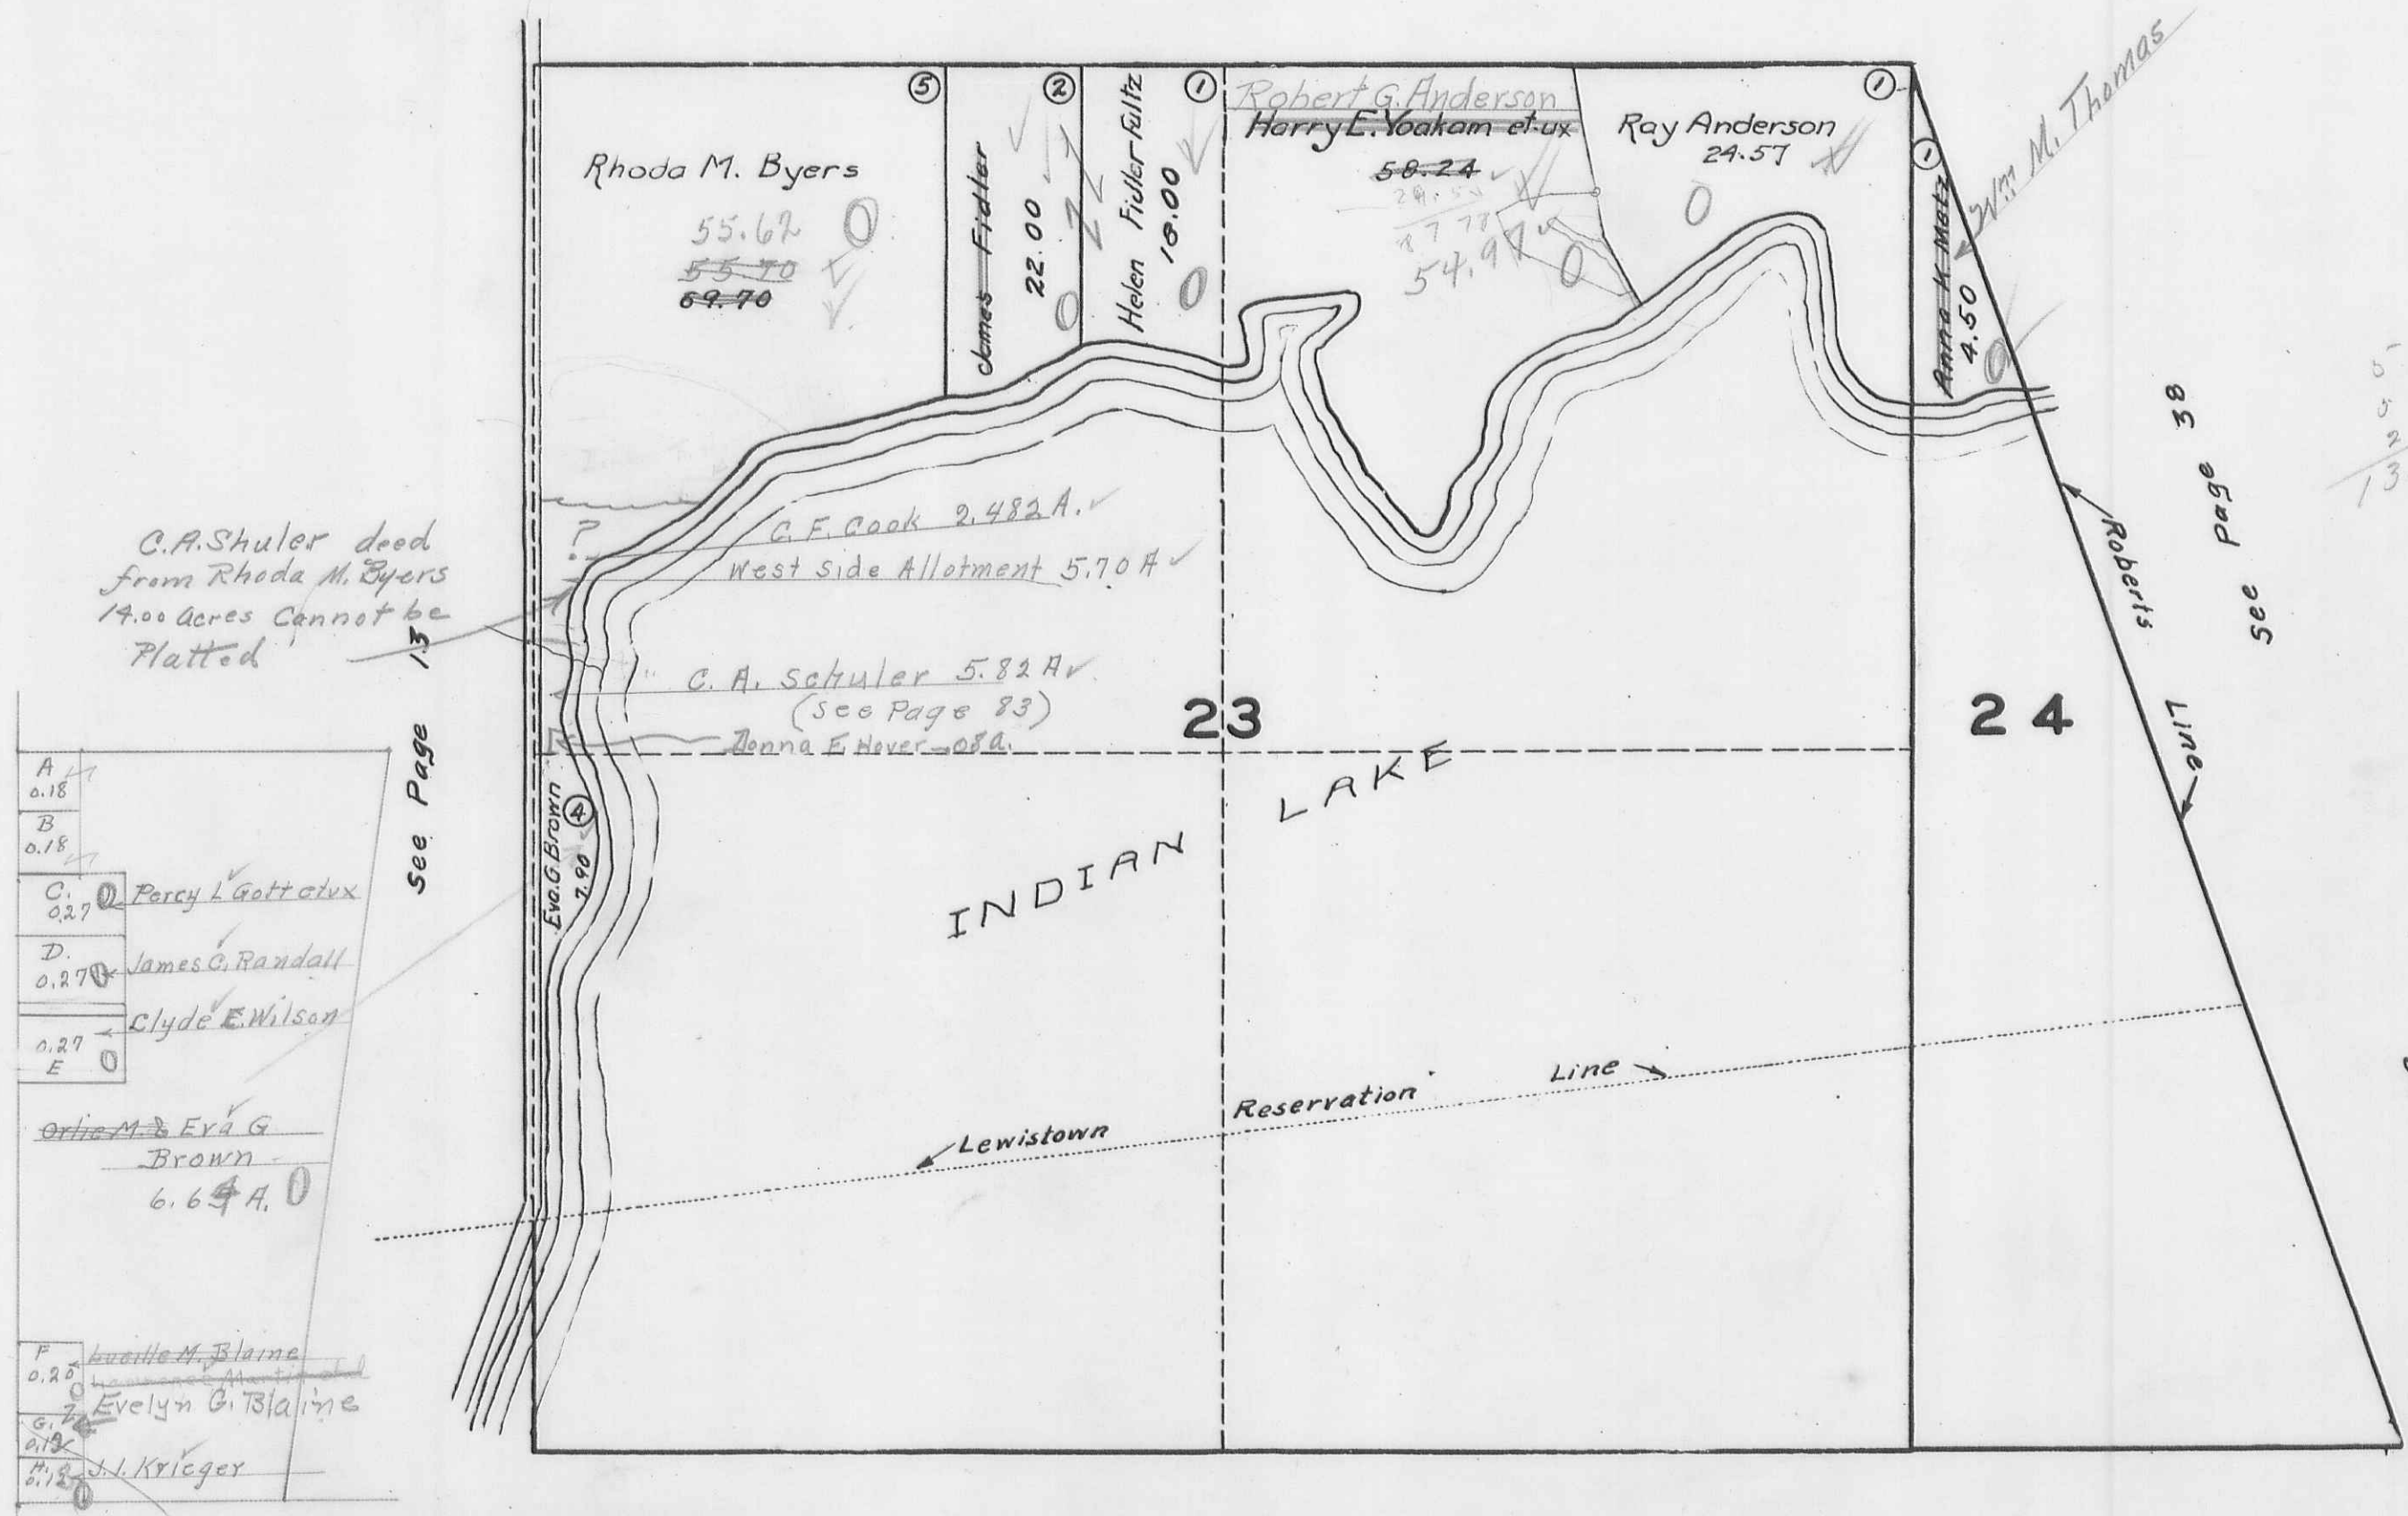 Rhoda M. Byers
55.62
55.70
69.70
5
James Fidler
22.00
2
Helen Fidler Fultz
18.00
1
Robert G. Anderson
Harry E. Yoakam et-ux
58.24
54.97
Ray Anderson
24.57
1
1
Anna K Motz
4.50
Wm M. Thomas
C.A. Shuler deed
from Rhoda M. Byers
14.00 acres Cannot be
Platted
?
C. F. Cook 2.482 A.
West Side Allotment 5.70 A
C. A. Schuler 5.82 A
(See Page 83)
Donna E. Hover .08 a.
See Page 13
23
24
Eva G. Brown
7.90
4
INDIAN LAKE
See Page 38
Roberts Line
Lewistown Reservation Line
A
0.18
B
0.18
C.
0.27
Percy L Gott etux
D.
0.27
James C. Randall
Clyde E. Wilson
0.27
E
Orlie M. & Eva G
Brown
A.
F
0.20
Lucille M. Blaine
Evelyn G. Blaine
G.
H.
0.12
J. I. Krieger